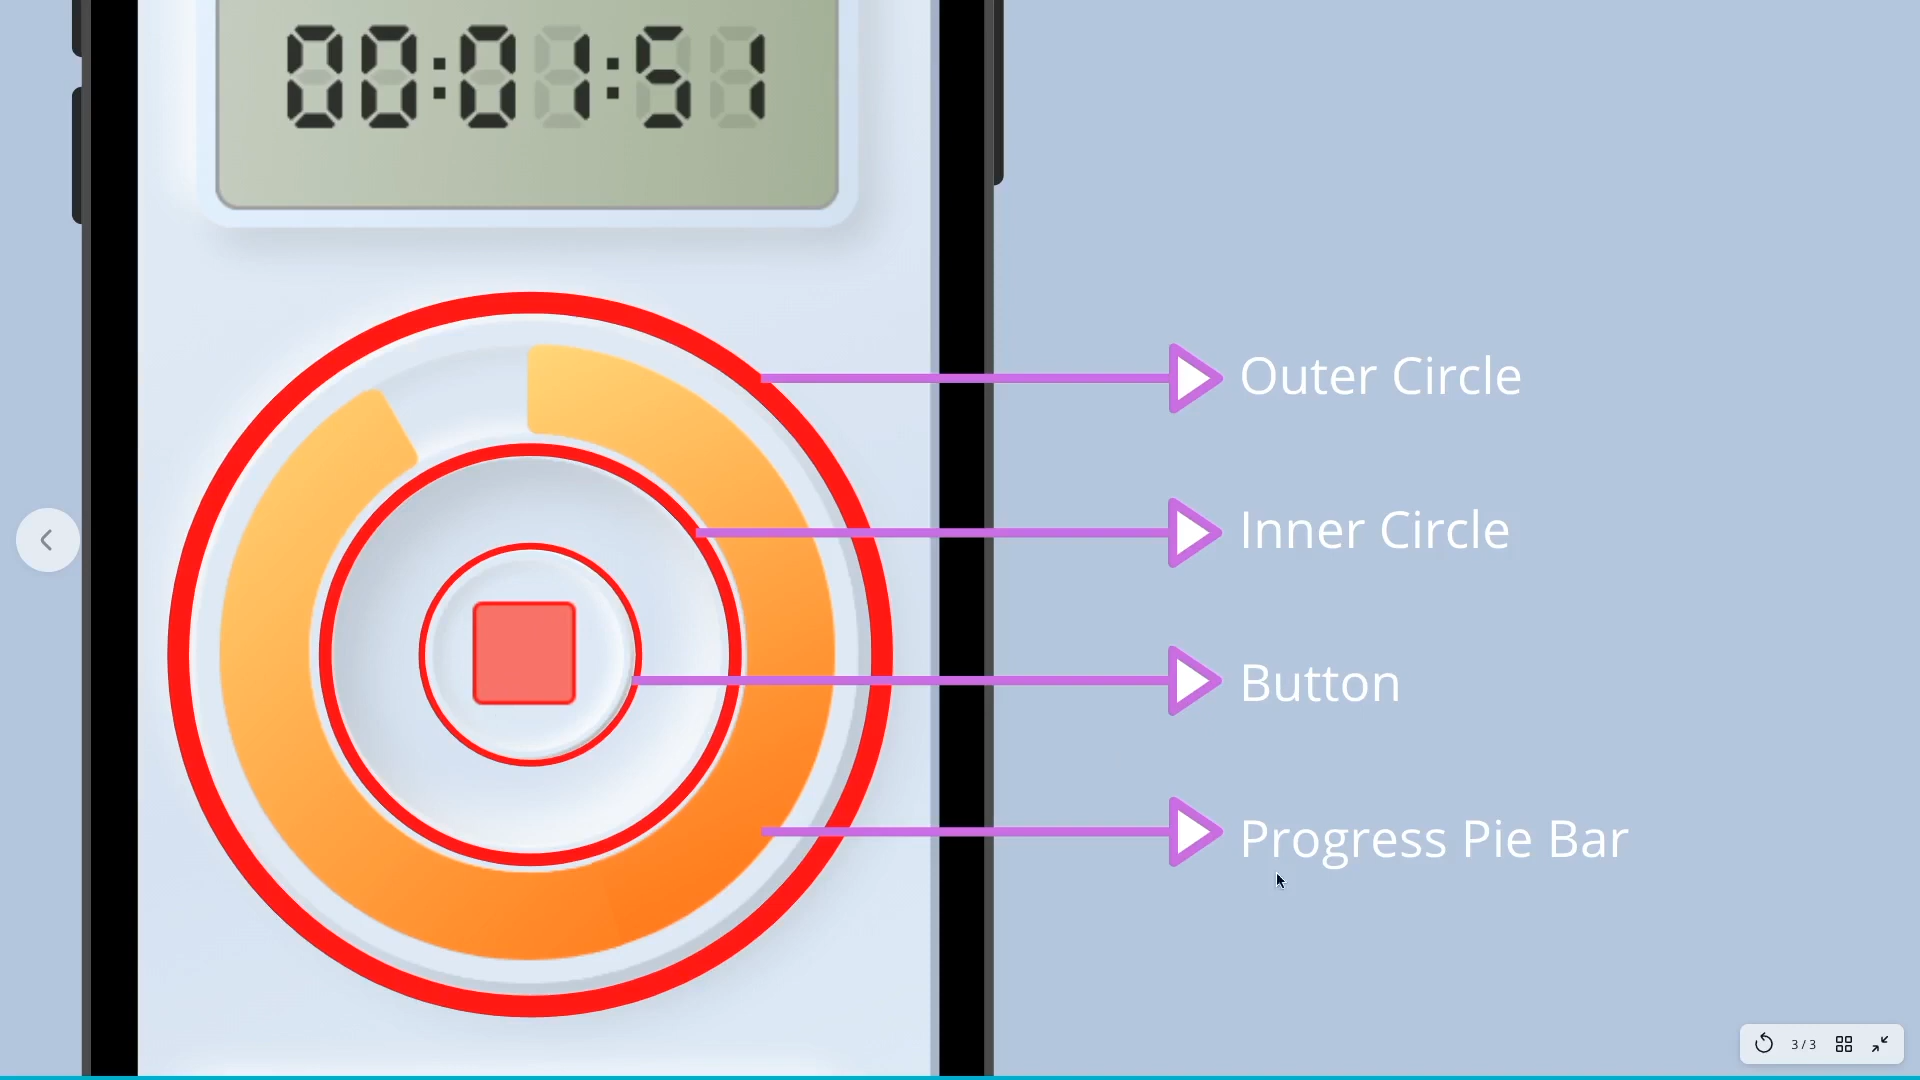 00:01:51
Outer Circle
Inner Circle
Button
Progress Pie Bar
3 / 3